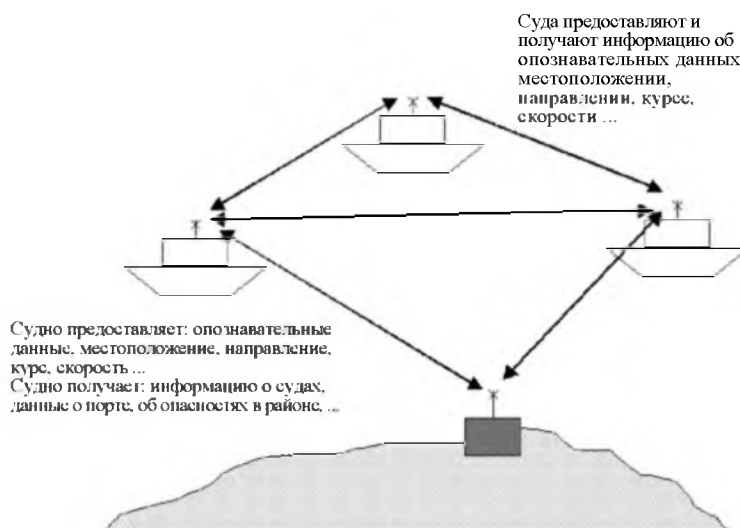 Суда предоставляют и
получают информацию об
опознавательных данных
местоположении,
направлении, курсе,
скорости ...
Судно предоставляет: опознавательные
данные, местоположение, направление,
курс, скорость ...
Судно получает: информацию о судах,
данные о порте, об опасностях в районе, ...